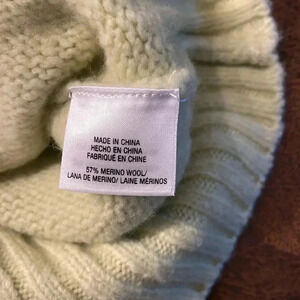 MADE IN CHINA
HECHO EN CHINA
FABRIQUÉ EN CHINE
57% MERINO WOOL/
LANA DE MERINO/ LAINE MÉRINOS